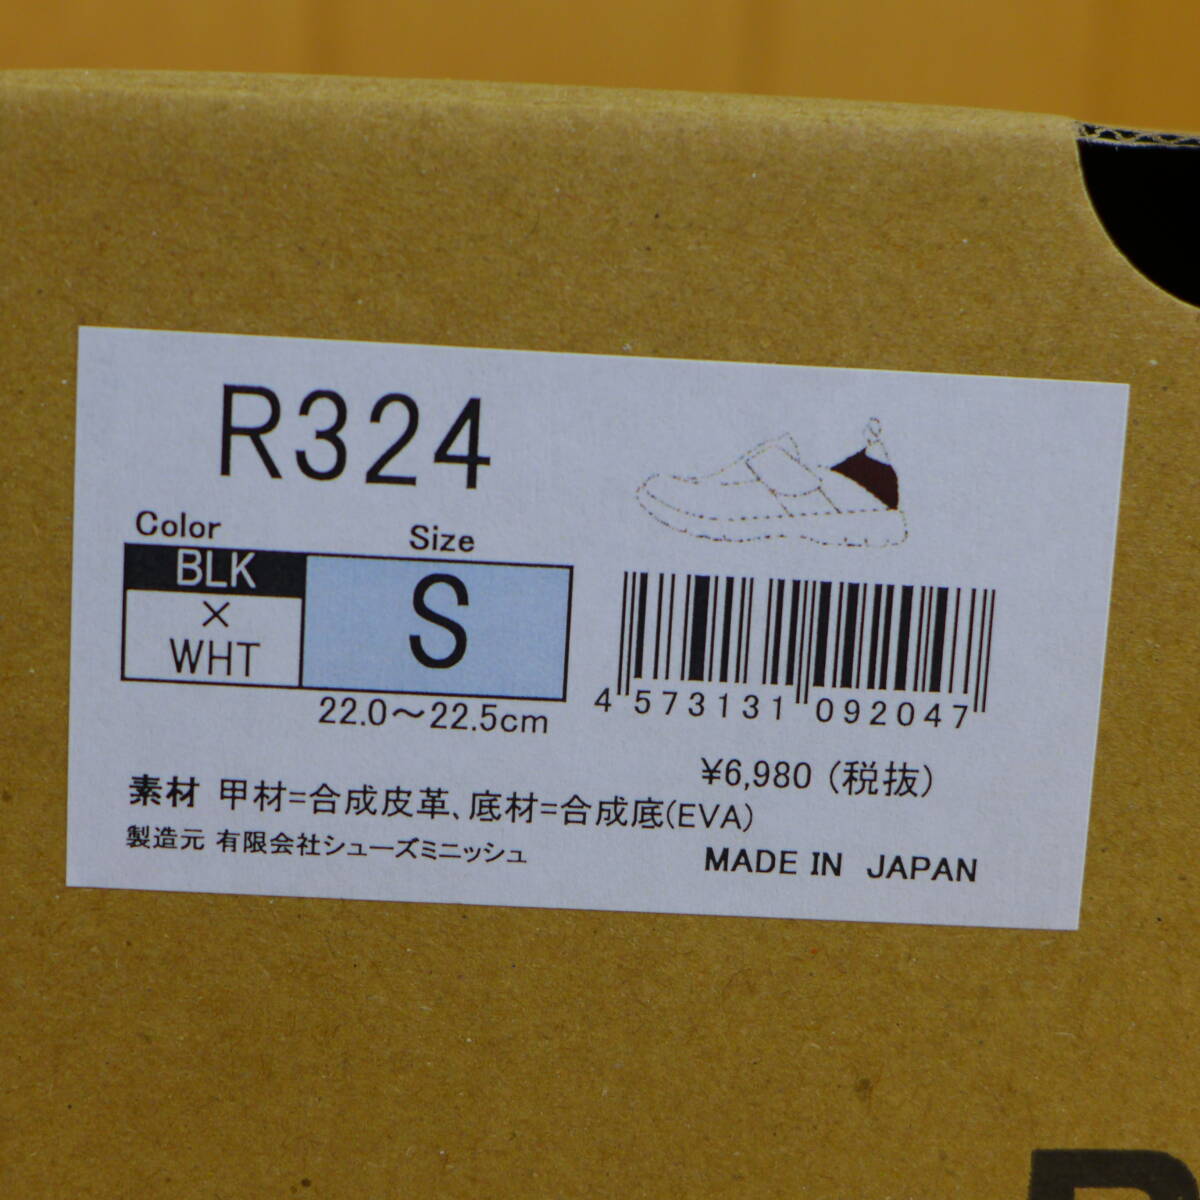 R324
Color
Size
BLK
×
WHT
S
22.0～22.5cm
4 573131 092047
¥6,980 (税抜)
素材 甲材=合成皮革、底材=合成底(EVA)
製造元 有限会社シューズミニッシュ
MADE IN JAPAN